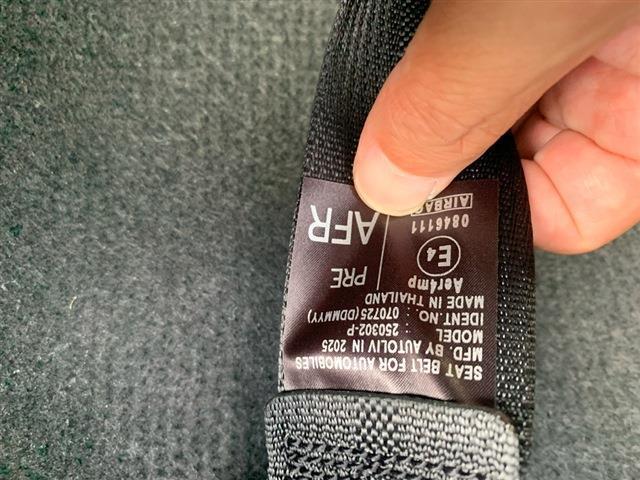 SEAT BELT FOR AUTOMOBILES
MFD. BY AUTOLIV IN 2025
MODEL : 250302-P
IDENT.NO. : 070725 (DDMMYY)
MADE IN THAILAND
Aer4mp
PRE
E4
AFR
0846111
AIRBAG